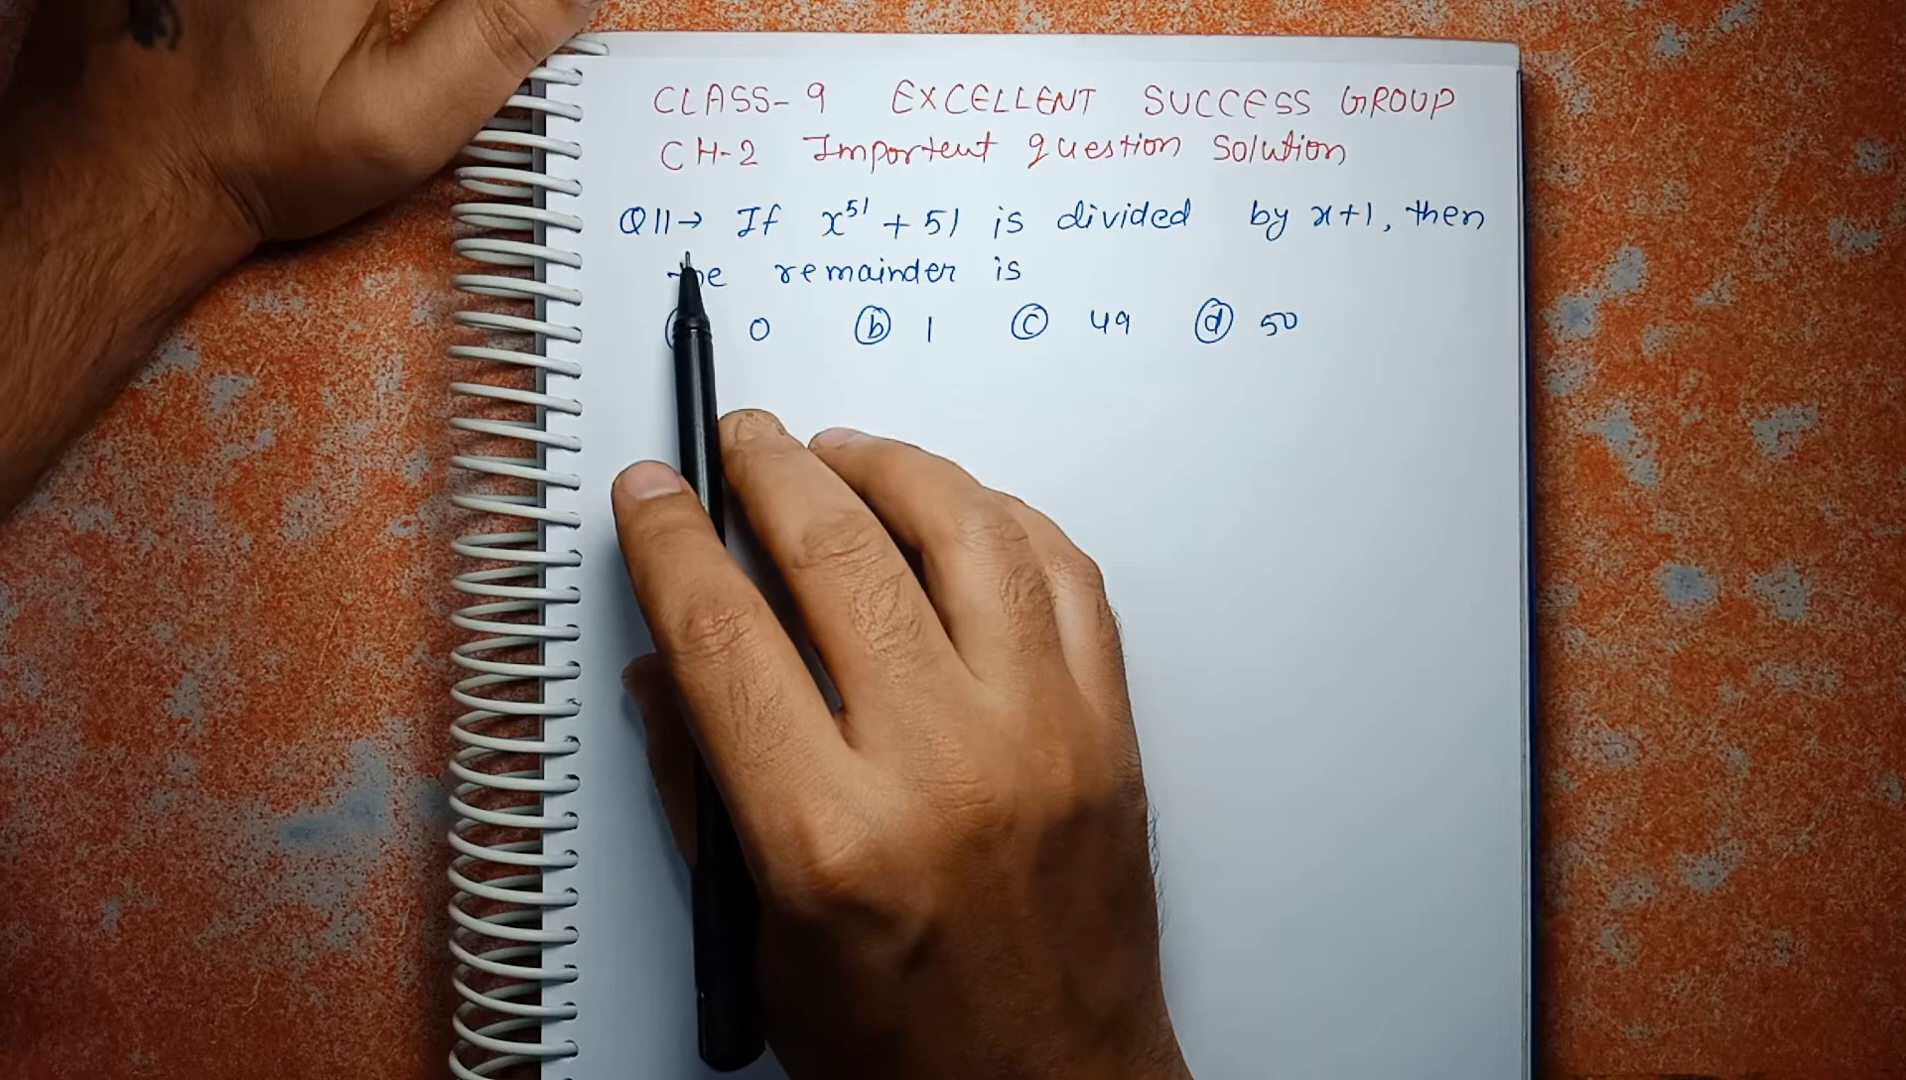 CLASS-9 EXCELLENT SUCCESS GROUP
CH-2 Importent question Solution
Q11→ If x⁵¹ + 51 is divided by x+1, then
remainder is
0 ⓑ 1 ⓒ 49 ⓓ 50